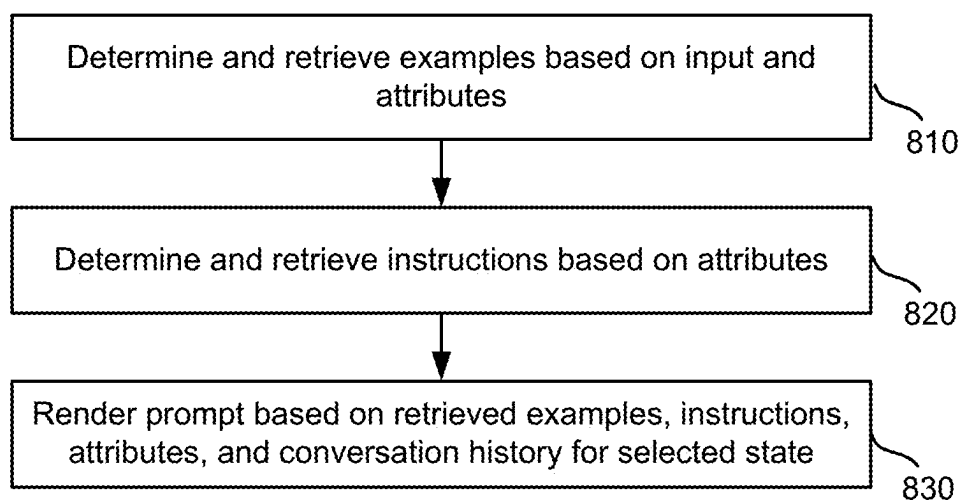 Determine and retrieve examples based on input and
attributes
810
Determine and retrieve instructions based on attributes
820
Render prompt based on retrieved examples, instructions,
attributes, and conversation history for selected state
830